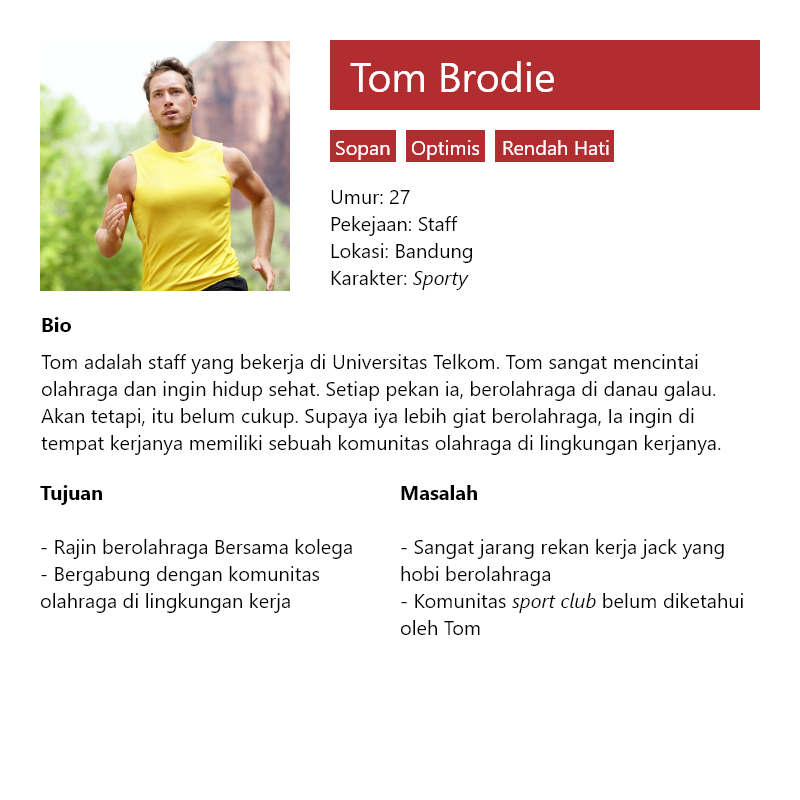 Tom Brodie
Sopan Optimis Rendah Hati
Umur: 27
Pekejaan: Staff
Lokasi: Bandung
Karakter: Sporty
Bio
Tom adalah staff yang bekerja di Universitas Telkom. Tom sangat mencintai
olahraga dan ingin hidup sehat. Setiap pekan ia, berolahraga di danau galau.
Akan tetapi, itu belum cukup. Supaya iya lebih giat berolahraga, Ia ingin di
tempat kerjanya memiliki sebuah komunitas olahraga di lingkungan kerjanya.
Tujuan
- Rajin berolahraga Bersama kolega
- Bergabung dengan komunitas
olahraga di lingkungan kerja
Masalah
- Sangat jarang rekan kerja jack yang
hobi berolahraga
- Komunitas sport club belum diketahui
oleh Tom